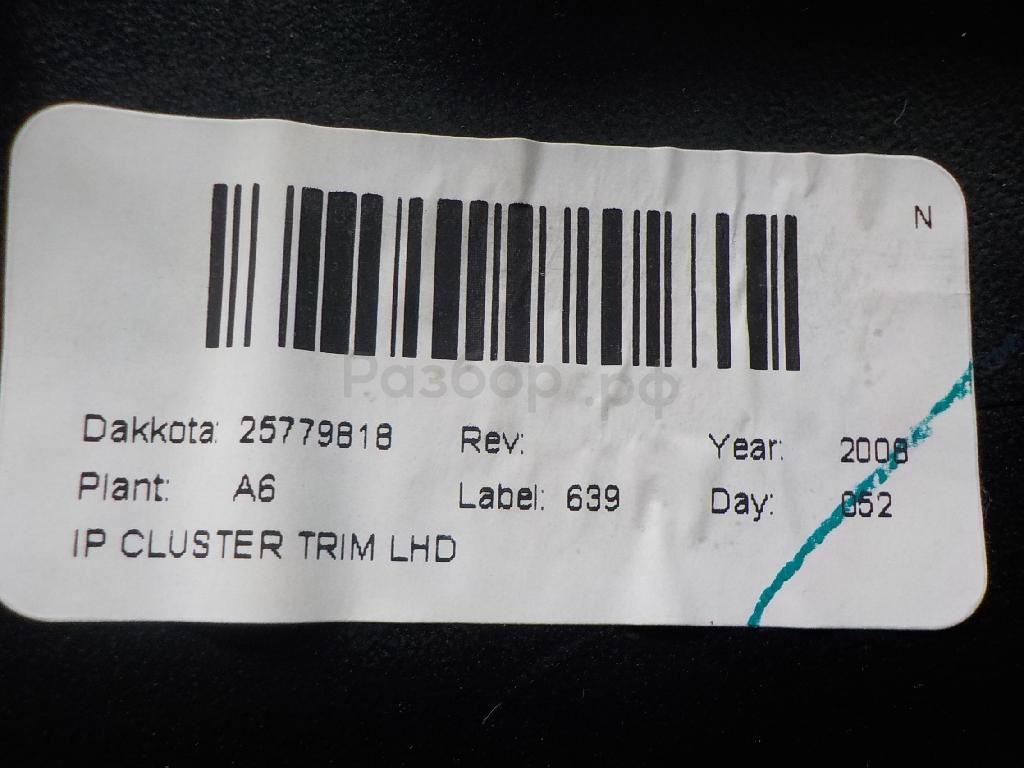 N
Разбор.рф
Dakkota: 25779818 Rev: Year: 2008
Plant: A6 Label: 639 Day: 052
IP CLUSTER TRIM LHD